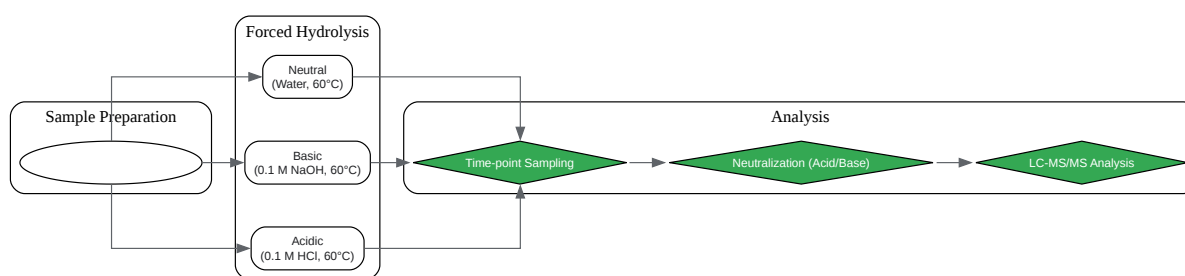 Forced Hydrolysis
Neutral
(Water, 60°C)
Sample Preparation
Analysis
Basic
(0.1 M NaOH, 60°C)
Time-point Sampling
Neutralization (Acid/Base)
LC-MS/MS Analysis
Acidic
(0.1 M HCl, 60°C)